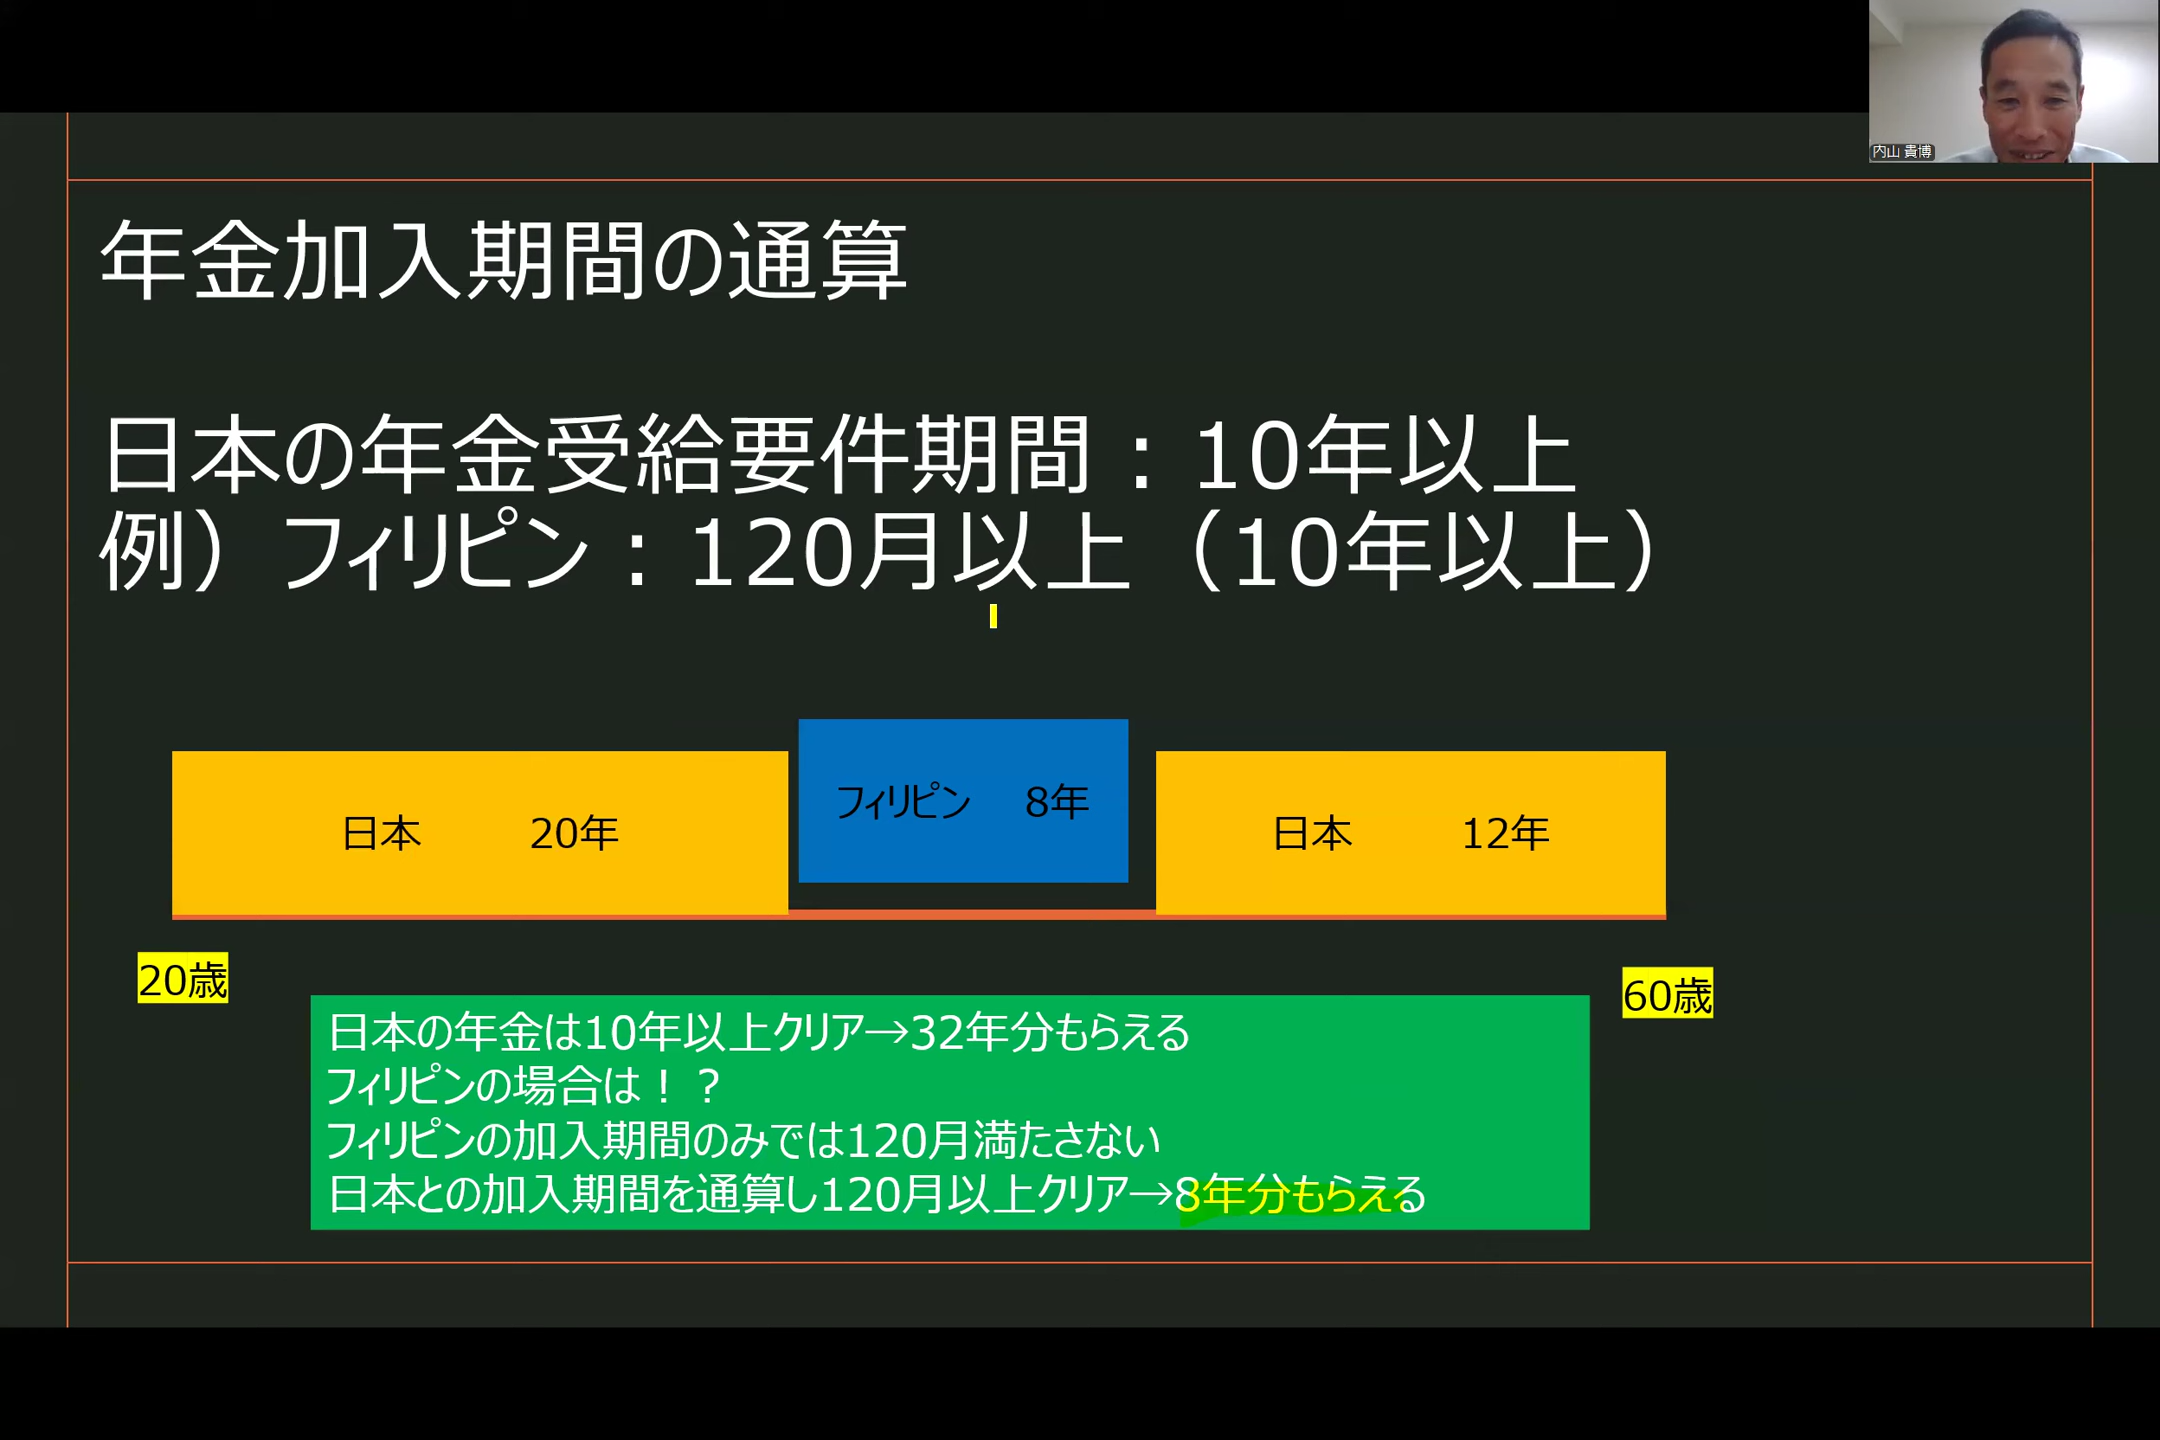 内山 貴博
年金加入期間の通算
日本の年金受給要件期間：10年以上
例）フィリピン：120月以上（10年以上）
日本 20年
フィリピン 8年
日本 12年
20歳
60歳
日本の年金は10年以上クリア→32年分もらえる
フィリピンの場合は！？
フィリピンの加入期間のみでは120月満たさない
日本との加入期間を通算し120月以上クリア→8年分もらえる